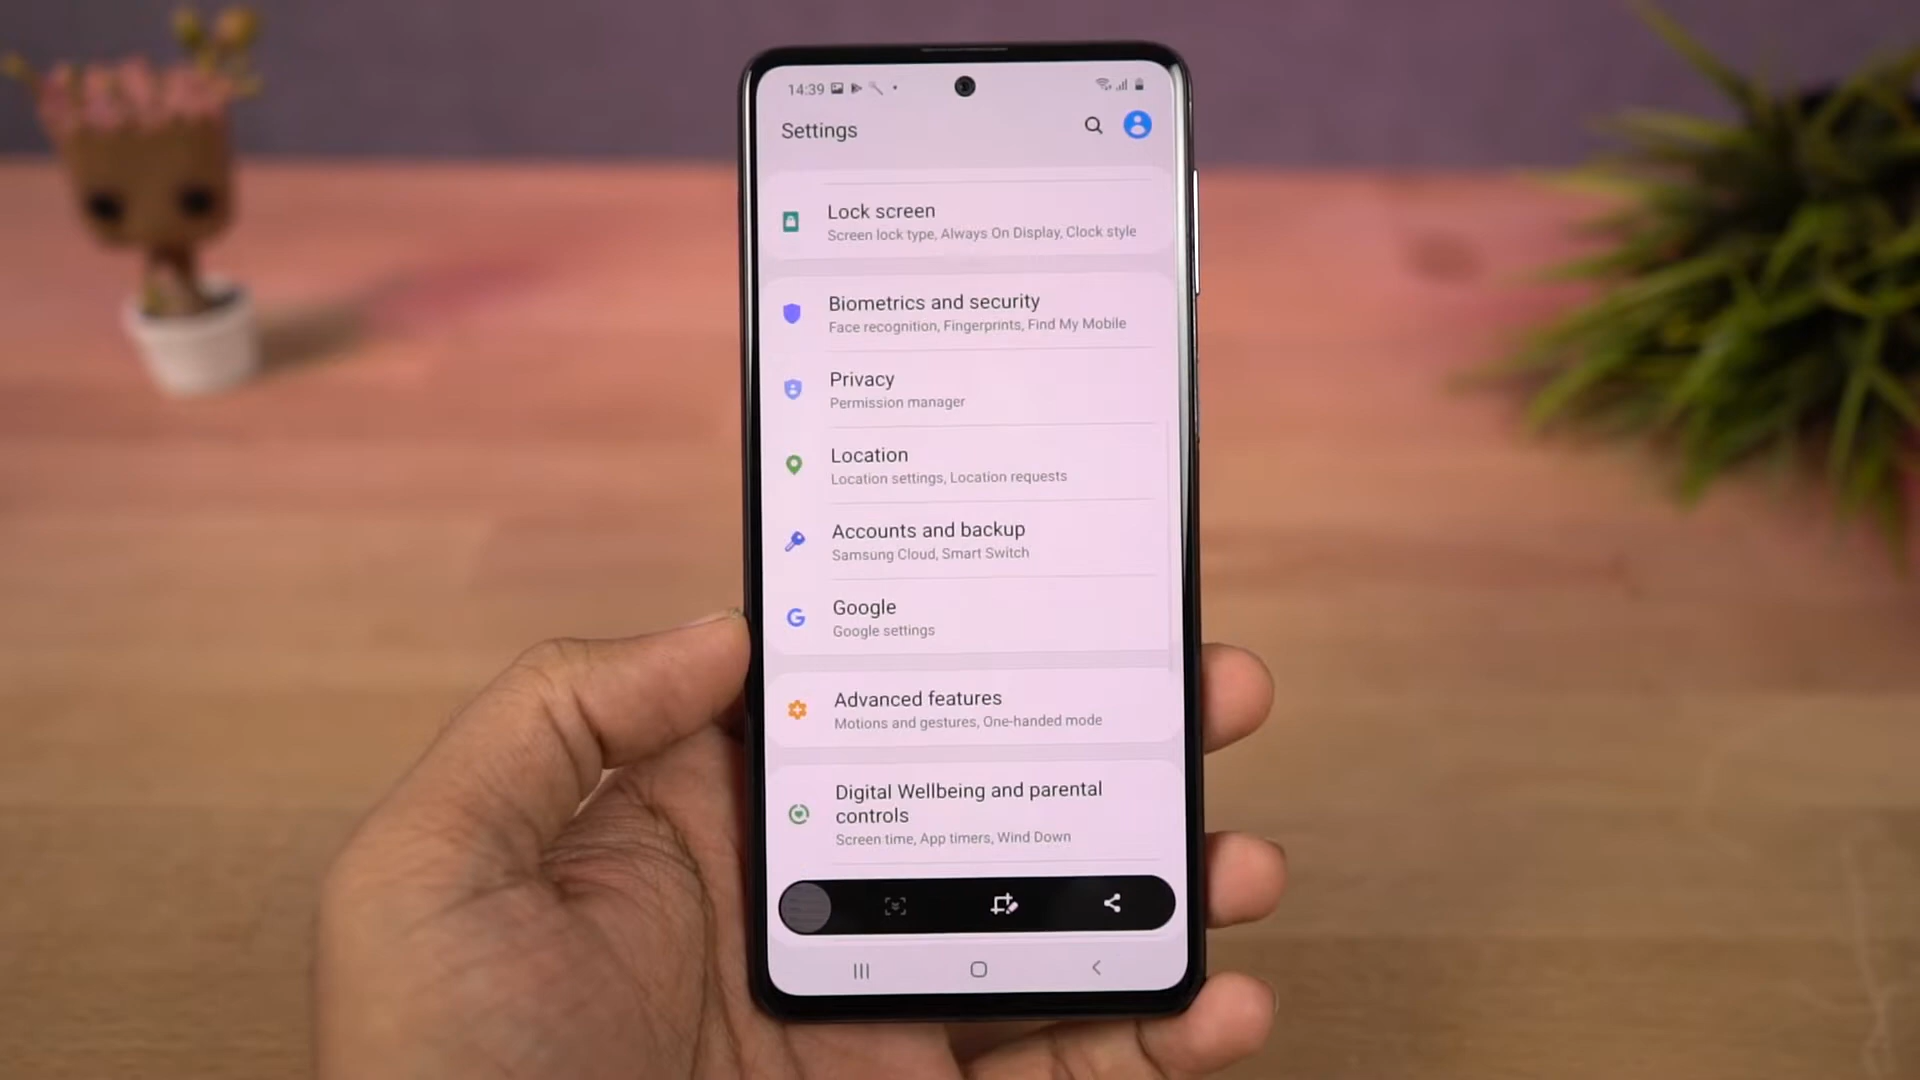 14:39
Settings
Lock screen
Screen lock type, Always On Display, Clock style
Biometrics and security
Face recognition, Fingerprints, Find My Mobile
Privacy
Permission manager
Location
Location settings, Location requests
Accounts and backup
Samsung Cloud, Smart Switch
Google
Google settings
Advanced features
Motions and gestures, One-handed mode
Digital Wellbeing and parental
controls
Screen time, App timers, Wind Down